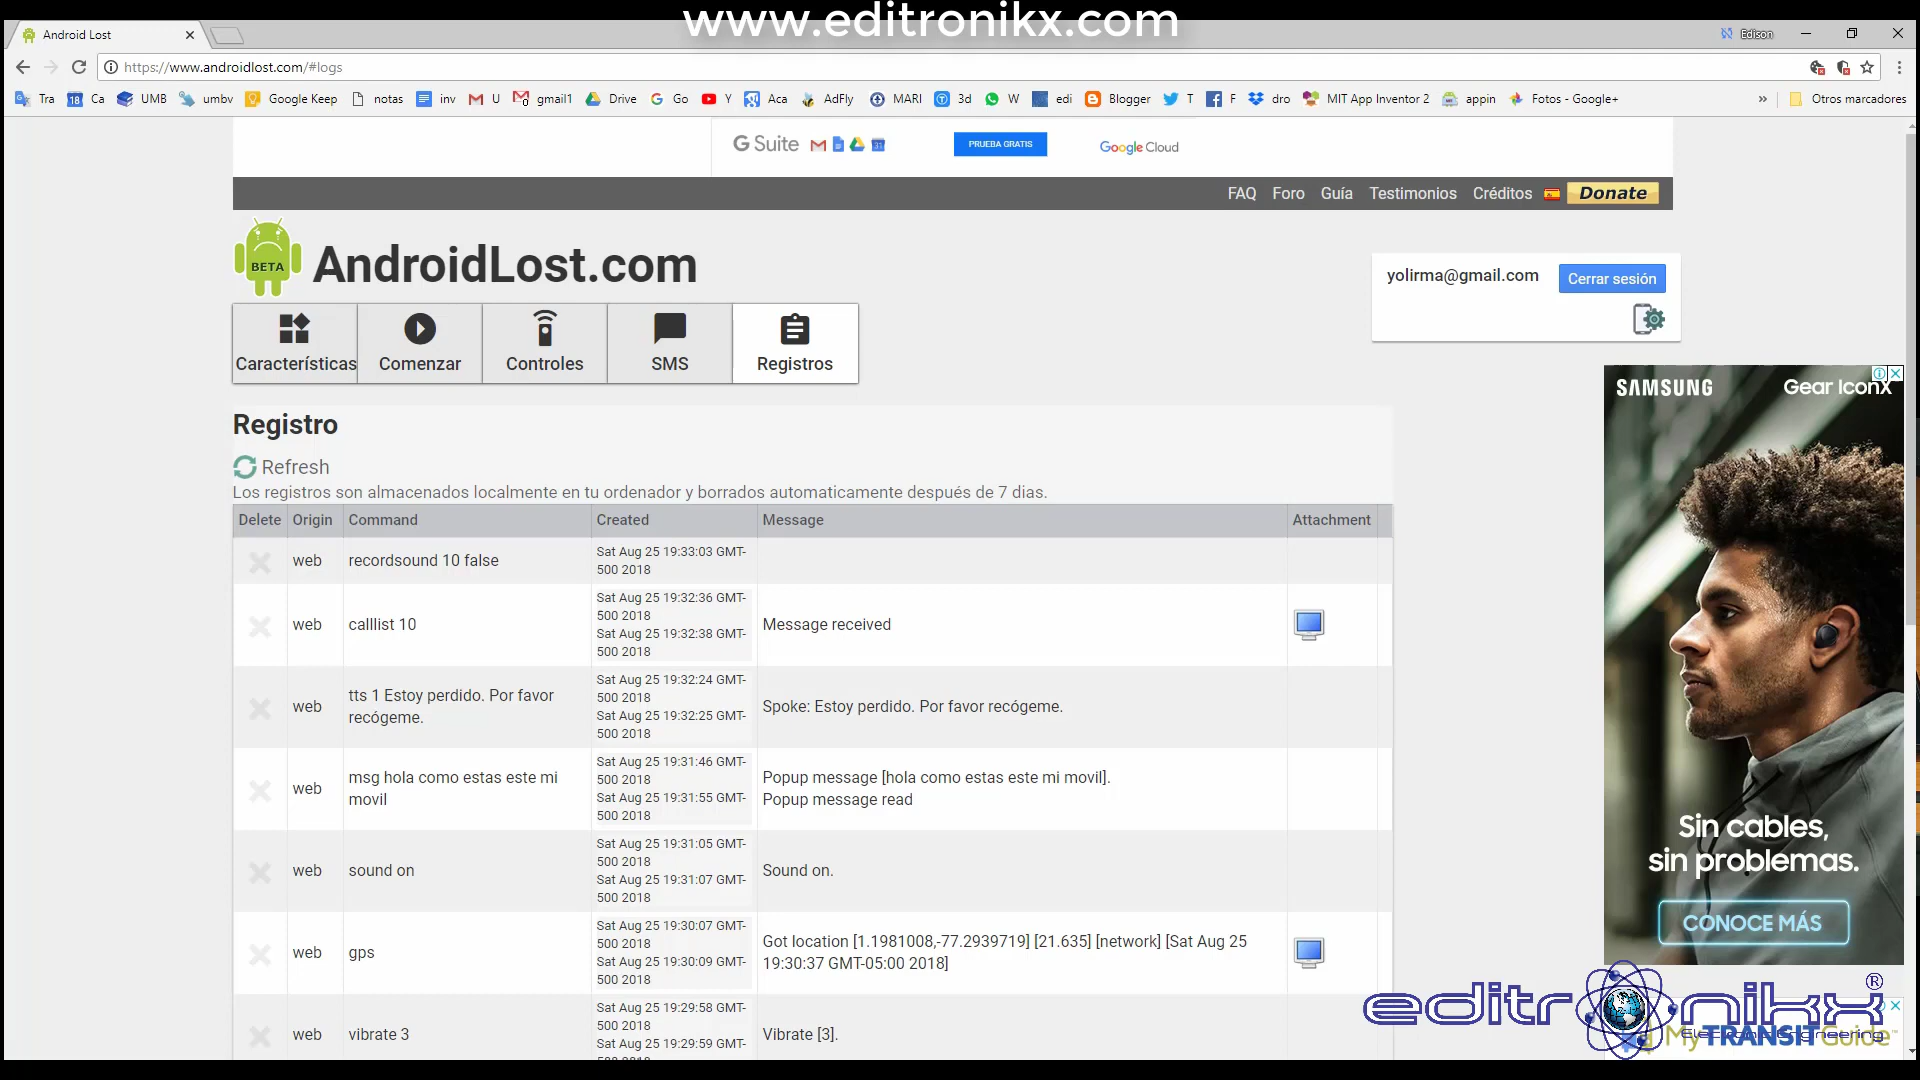 www.editronikx.com
Android Lost
Edison
https://www.androidlost.com/#logs
Tra
18 Ca
UMB
umbv
Google Keep
notas
inv
U
gmail1
Drive
Go
Y
Aca
AdFly
MARI
3d
W
edi
Blogger
T
F
dro
MIT App Inventor 2
appin
Fotos - Google+
»
Otros marcadores
G Suite
31
PRUEBA GRATIS
Google Cloud
FAQ Foro Guía Testimonios Créditos Donate
BETA
AndroidLost.com
yolirma@gmail.com Cerrar sesión
Características Comenzar Controles SMS Registros
SAMSUNG Gear IconX
Registro
Refresh
Los registros son almacenados localmente en tu ordenador y borrados automaticamente después de 7 dias.
Delete Origin Command Created Message Attachment
web recordsound 10 false
Sat Aug 25 19:33:03 GMT-
500 2018
web calllist 10
Sat Aug 25 19:32:36 GMT-
500 2018
Sat Aug 25 19:32:38 GMT-
500 2018
Message received
web
tts 1 Estoy perdido. Por favor
recógeme.
Sat Aug 25 19:32:24 GMT-
500 2018
Sat Aug 25 19:32:25 GMT-
500 2018
Spoke: Estoy perdido. Por favor recógeme.
web
msg hola como estas este mi
movil
Sat Aug 25 19:31:46 GMT-
500 2018
Sat Aug 25 19:31:55 GMT-
500 2018
Popup message [hola como estas este mi movil].
Popup message read
web sound on
Sat Aug 25 19:31:05 GMT-
500 2018
Sat Aug 25 19:31:07 GMT-
500 2018
Sound on.
web gps
Sat Aug 25 19:30:07 GMT-
500 2018
Sat Aug 25 19:30:09 GMT-
500 2018
Got location [1.1981008,-77.2939719] [21.635] [network] [Sat Aug 25
19:30:37 GMT-05:00 2018]
web vibrate 3
Sat Aug 25 19:29:58 GMT-
500 2018
Sat Aug 25 19:29:59 GMT-
500 2018
Vibrate [3].
Sin cables,
sin problemas.
CONOCE MÁS
editronikx ®
MyTRANSITGuide